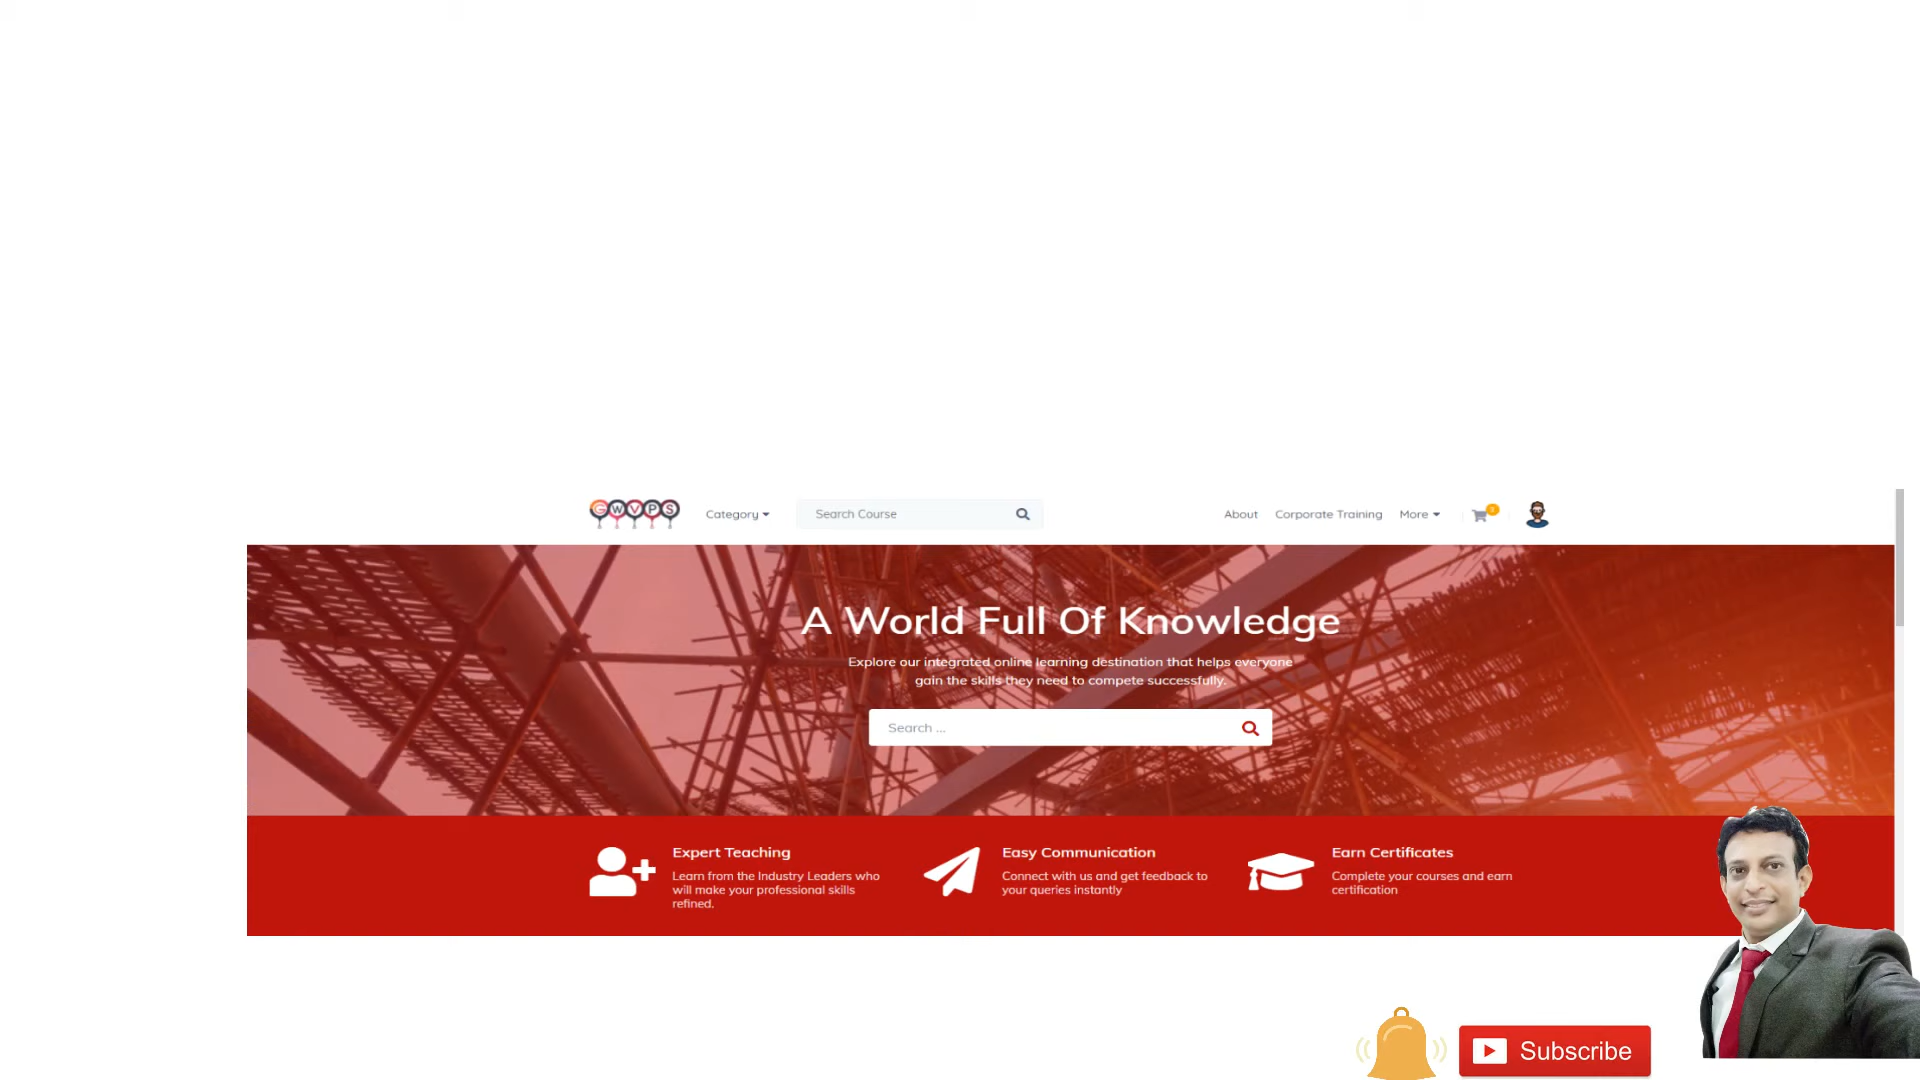 GWVPS
Category
Search Course
About
Corporate Training
More
A World Full Of Knowledge
Explore our integrated online learning destination that helps everyone
gain the skills they need to compete successfully.
Search ...
Expert Teaching
Learn from the Industry Leaders who
will make your professional skills
refined.
Easy Communication
Connect with us and get feedback to
your queries instantly
Earn Certificates
Complete your courses and earn
certification
Subscribe